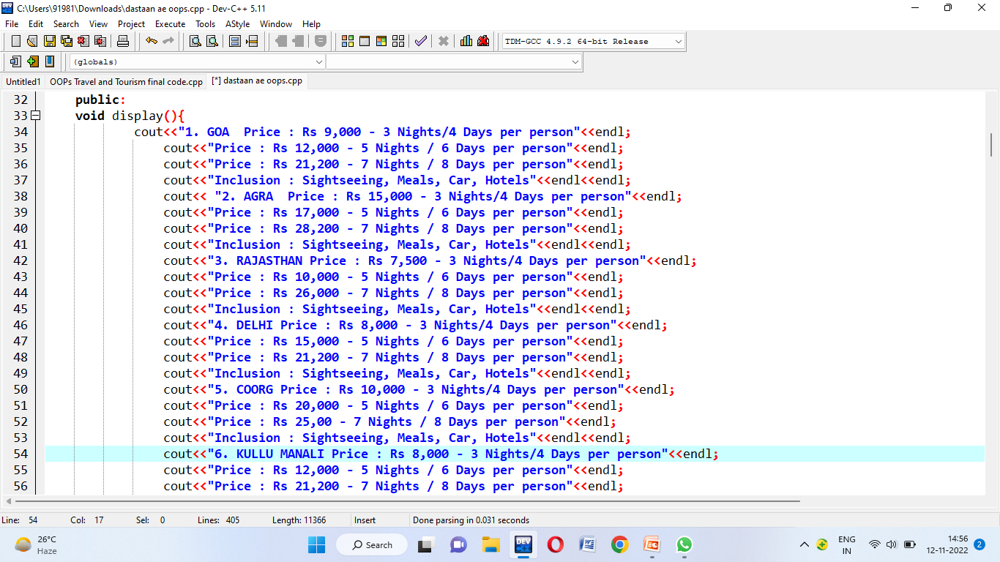 C:\Users\91981\Downloads\dastaan ae oops.cpp - Dev-C++ 5.11
File Edit Search View Project Execute Tools AStyle Window Help
TDM-GCC 4.9.2 64-bit Release
(globals)
Untitled1 OOPs Travel and Tourism final code.cpp [*] dastaan ae oops.cpp
32 public:
33 void display(){
34 cout<<"1. GOA  Price : Rs 9,000 - 3 Nights/4 Days per person"<<endl;
35 cout<<"Price : Rs 12,000 - 5 Nights / 6 Days per person"<<endl;
36 cout<<"Price : Rs 21,200 - 7 Nights / 8 Days per person"<<endl;
37 cout<<"Inclusion : Sightseeing, Meals, Car, Hotels"<<endl<<endl;
38 cout<< "2. AGRA  Price : Rs 15,000 - 3 Nights/4 Days per person"<<endl;
39 cout<<"Price : Rs 17,000 - 5 Nights / 6 Days per person"<<endl;
40 cout<<"Price : Rs 28,200 - 7 Nights / 8 Days per person"<<endl;
41 cout<<"Inclusion : Sightseeing, Meals, Car, Hotels"<<endl<<endl;
42 cout<<"3. RAJASTHAN Price : Rs 7,500 - 3 Nights/4 Days per person"<<endl;
43 cout<<"Price : Rs 10,000 - 5 Nights / 6 Days per person"<<endl;
44 cout<<"Price : Rs 26,000 - 7 Nights / 8 Days per person"<<endl;
45 cout<<"Inclusion : Sightseeing, Meals, Car, Hotels"<<endl<<endl;
46 cout<<"4. DELHI Price : Rs 8,000 - 3 Nights/4 Days per person"<<endl;
47 cout<<"Price : Rs 15,000 - 5 Nights / 6 Days per person"<<endl;
48 cout<<"Price : Rs 21,200 - 7 Nights / 8 Days per person"<<endl;
49 cout<<"Inclusion : Sightseeing, Meals, Car, Hotels"<<endl<<endl;
50 cout<<"5. COORG Price : Rs 10,000 - 3 Nights/4 Days per person"<<endl;
51 cout<<"Price : Rs 20,000 - 5 Nights / 6 Days per person"<<endl;
52 cout<<"Price : Rs 25,00 - 7 Nights / 8 Days per person"<<endl;
53 cout<<"Inclusion : Sightseeing, Meals, Car, Hotels"<<endl<<endl;
54 cout<<"6. KULLU MANALI Price : Rs 8,000 - 3 Nights/4 Days per person"<<endl;
55 cout<<"Price : Rs 12,000 - 5 Nights / 6 Days per person"<<endl;
56 cout<<"Price : Rs 21,200 - 7 Nights / 8 Days per person"<<endl;
Line: 54 Col: 17 Sel: 0 Lines: 405 Length: 11366 Insert Done parsing in 0.031 seconds
26°C
Haze
Search
ENG
IN
14:56
12-11-2022
2